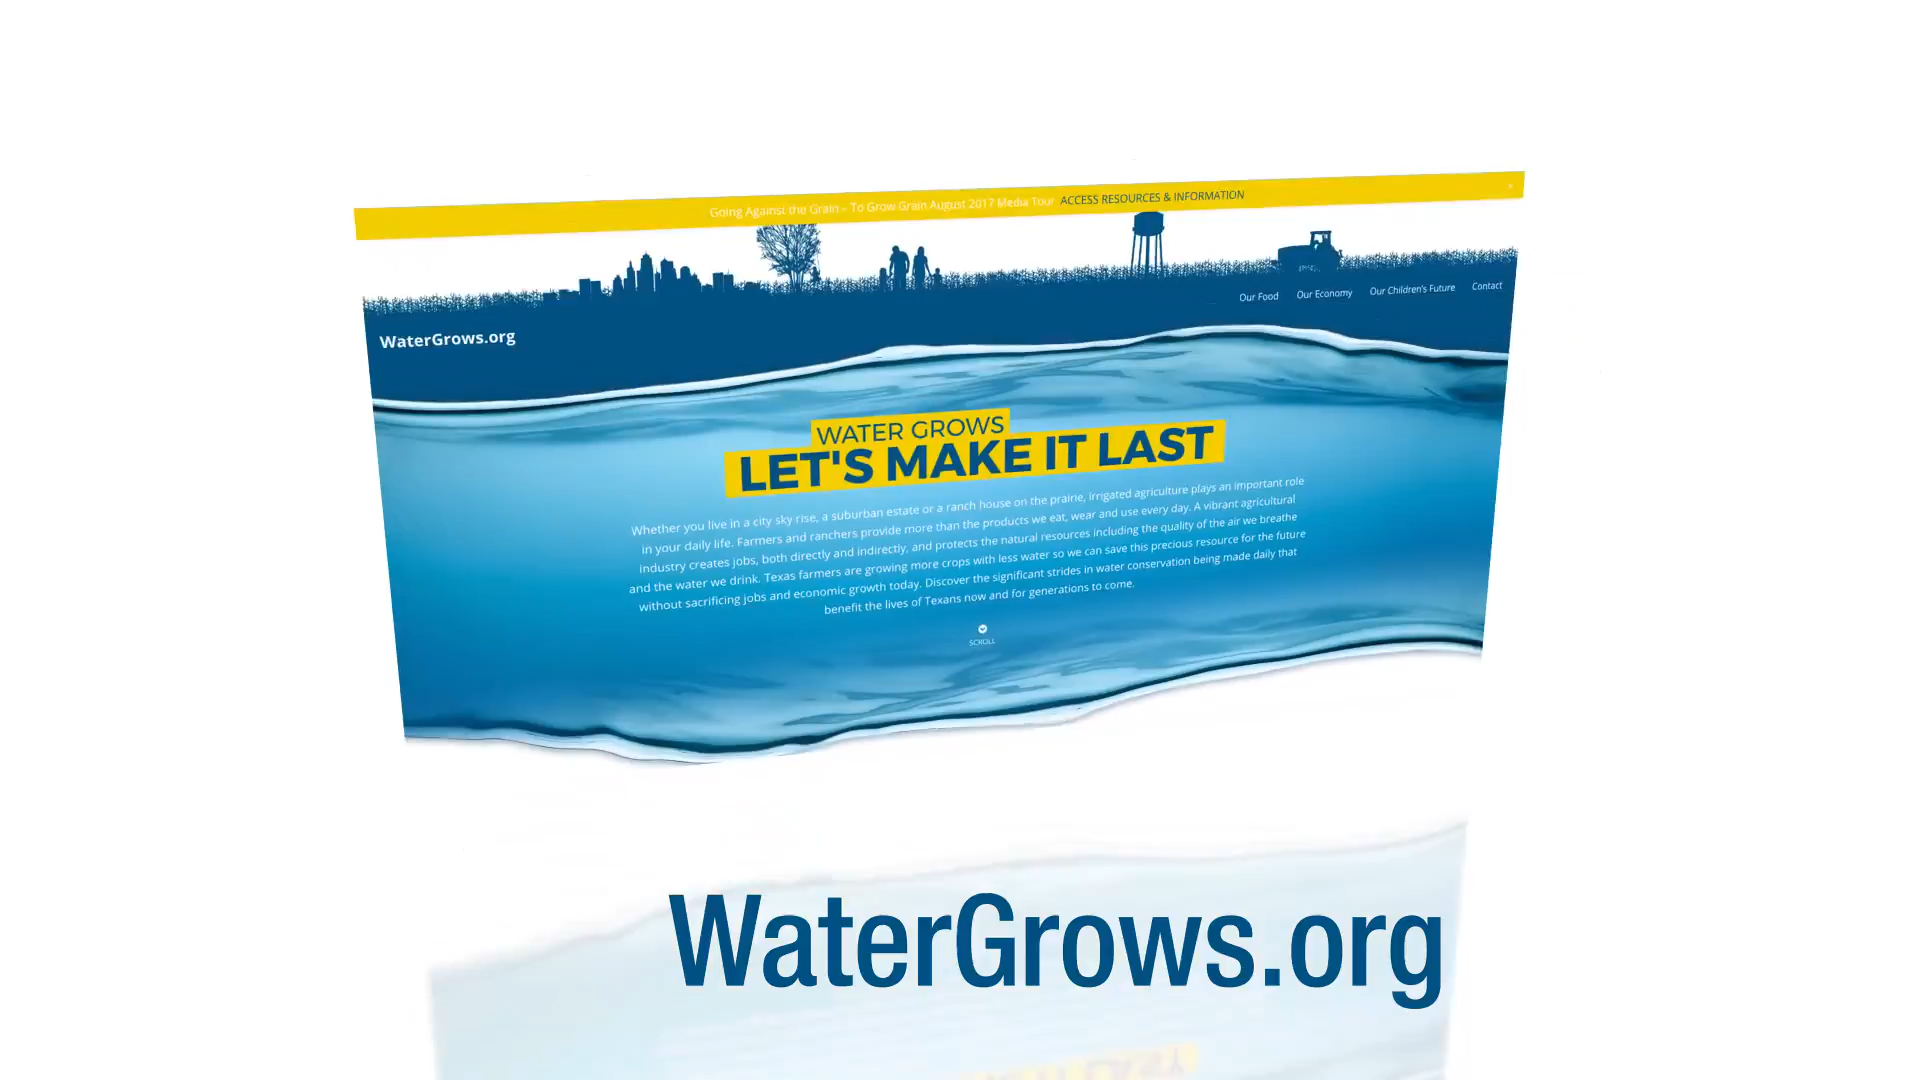 Going Against the Grain – To Grow Grain August 2017 Media Tour ACCESS RESOURCES & INFORMATION
Our Food Our Economy Our Children's Future Contact
WaterGrows.org
WATER GROWS
LET'S MAKE IT LAST
Whether you live in a city sky rise, a suburban estate or a ranch house on the prairie, irrigated agriculture plays an important role
in your daily life. Farmers and ranchers provide more than the products we eat, wear and use every day. A vibrant agricultural
industry creates jobs, both directly and indirectly, and protects the natural resources including the quality of the air we breathe
and the water we drink. Texas farmers are growing more crops with less water so we can save this precious resource for the future
without sacrificing jobs and economic growth today. Discover the significant strides in water conservation being made daily that
benefit the lives of Texans now and for generations to come.
SCROLL
WaterGrows.org